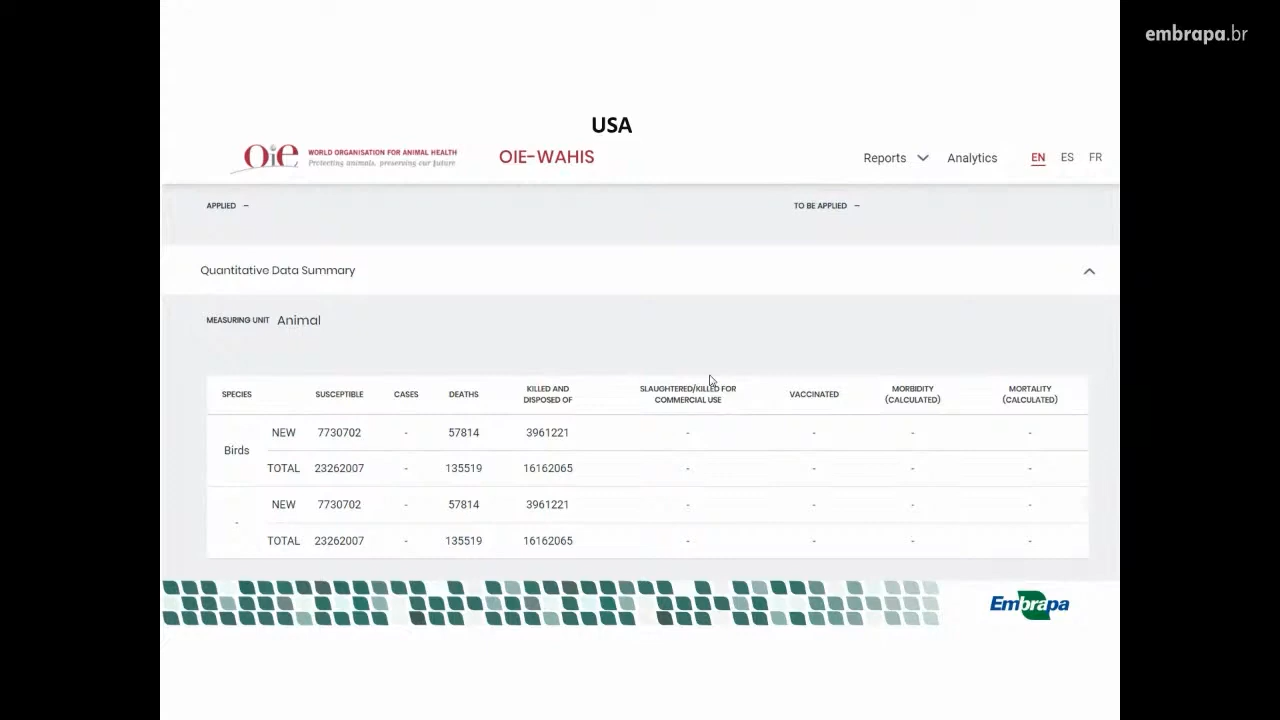 embrapa.br
USA
OiE WORLD ORGANISATION FOR ANIMAL HEALTH
Protecting animals, preserving our future
OIE-WAHIS
Reports Analytics EN ES FR
APPLIED – TO BE APPLIED –
Quantitative Data Summary
MEASURING UNIT Animal
SPECIES SUSCEPTIBLE CASES DEATHS KILLED AND DISPOSED OF SLAUGHTERED/KILLED FOR COMMERCIAL USE VACCINATED MORBIDITY (CALCULATED) MORTALITY (CALCULATED)
Birds
NEW 7730702 - 57814 3961221 - - - -
TOTAL 23262007 - 135519 16162065 - - - -
-
NEW 7730702 - 57814 3961221 - - - -
TOTAL 23262007 - 135519 16162065 - - - -
Embrapa